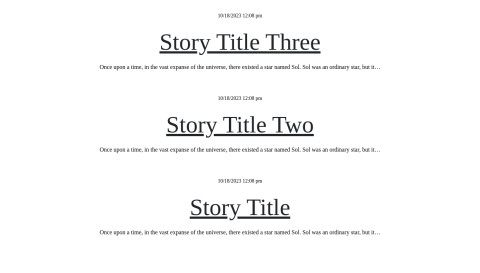 10/18/2023 12:08 pm
Story Title Three
Once upon a time, in the vast expanse of the universe, there existed a star named Sol. Sol was an ordinary star, but it…
10/18/2023 12:08 pm
Story Title Two
Once upon a time, in the vast expanse of the universe, there existed a star named Sol. Sol was an ordinary star, but it…
10/18/2023 12:08 pm
Story Title
Once upon a time, in the vast expanse of the universe, there existed a star named Sol. Sol was an ordinary star, but it…